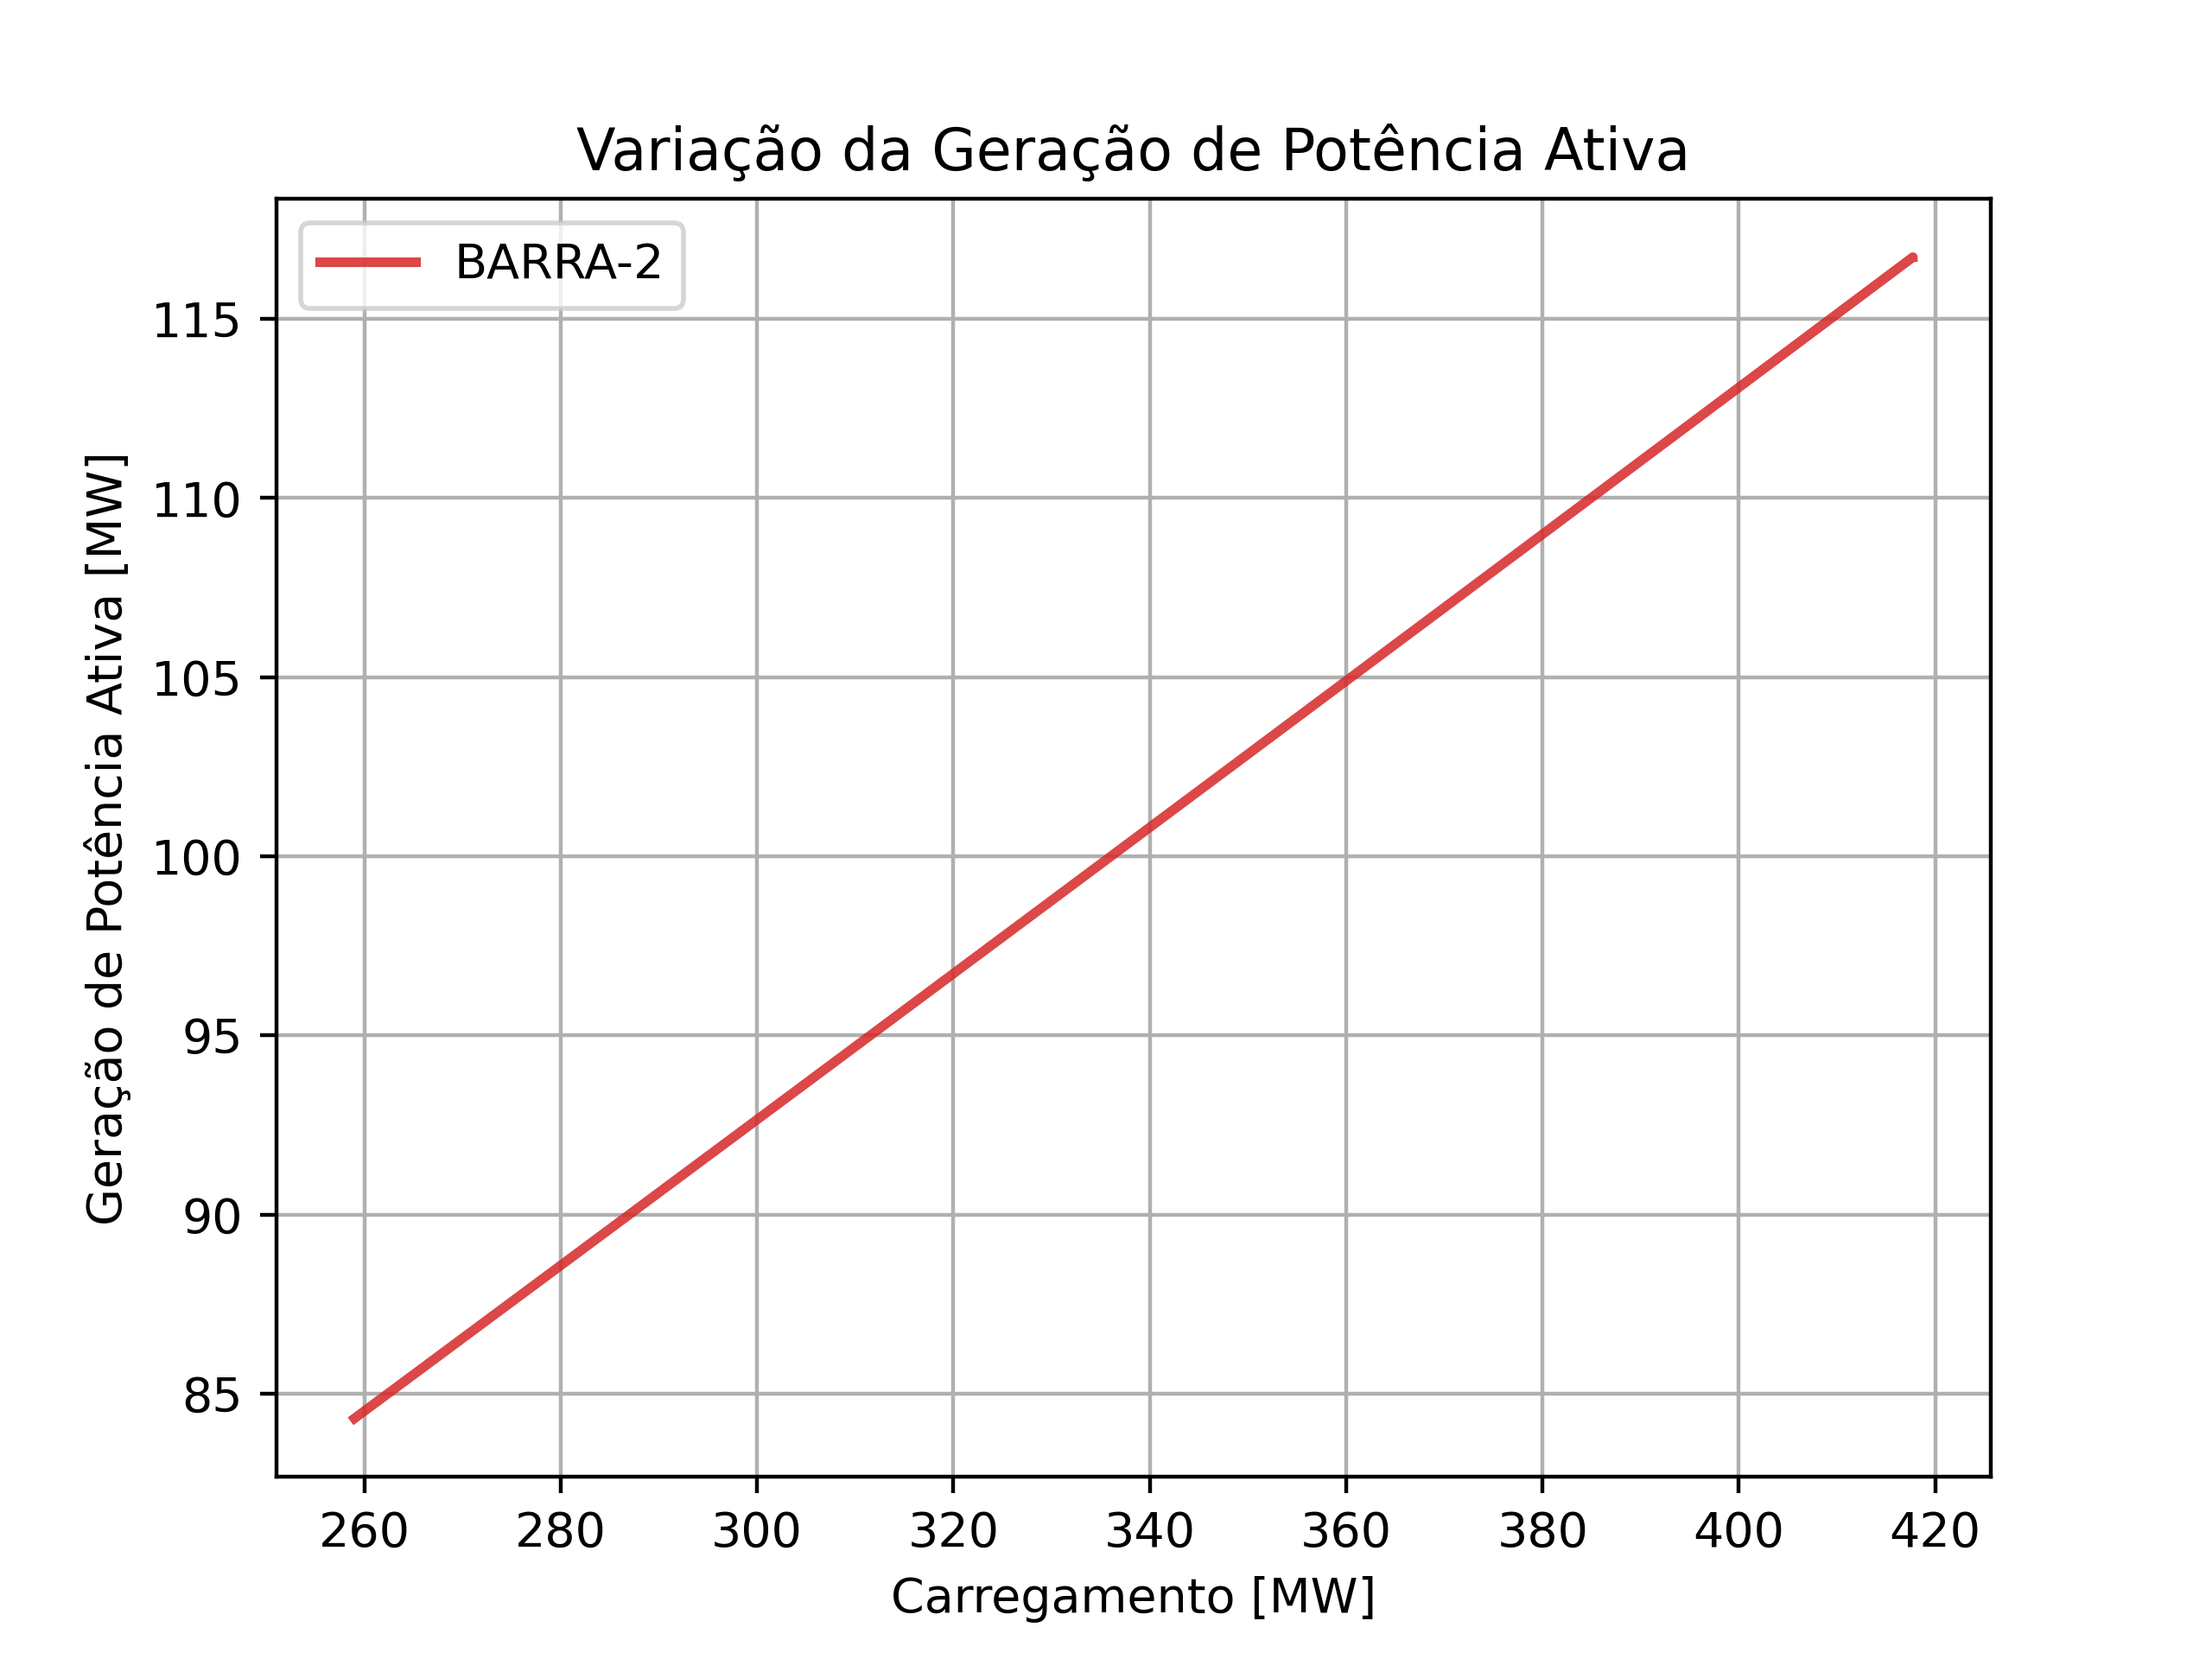 Variação da Geração de Potência Ativa
BARRA-2
Geração de Potência Ativa [MW]
115
110
105
100
95
90
85
260 280 300 320 340 360 380 400 420
Carregamento [MW]